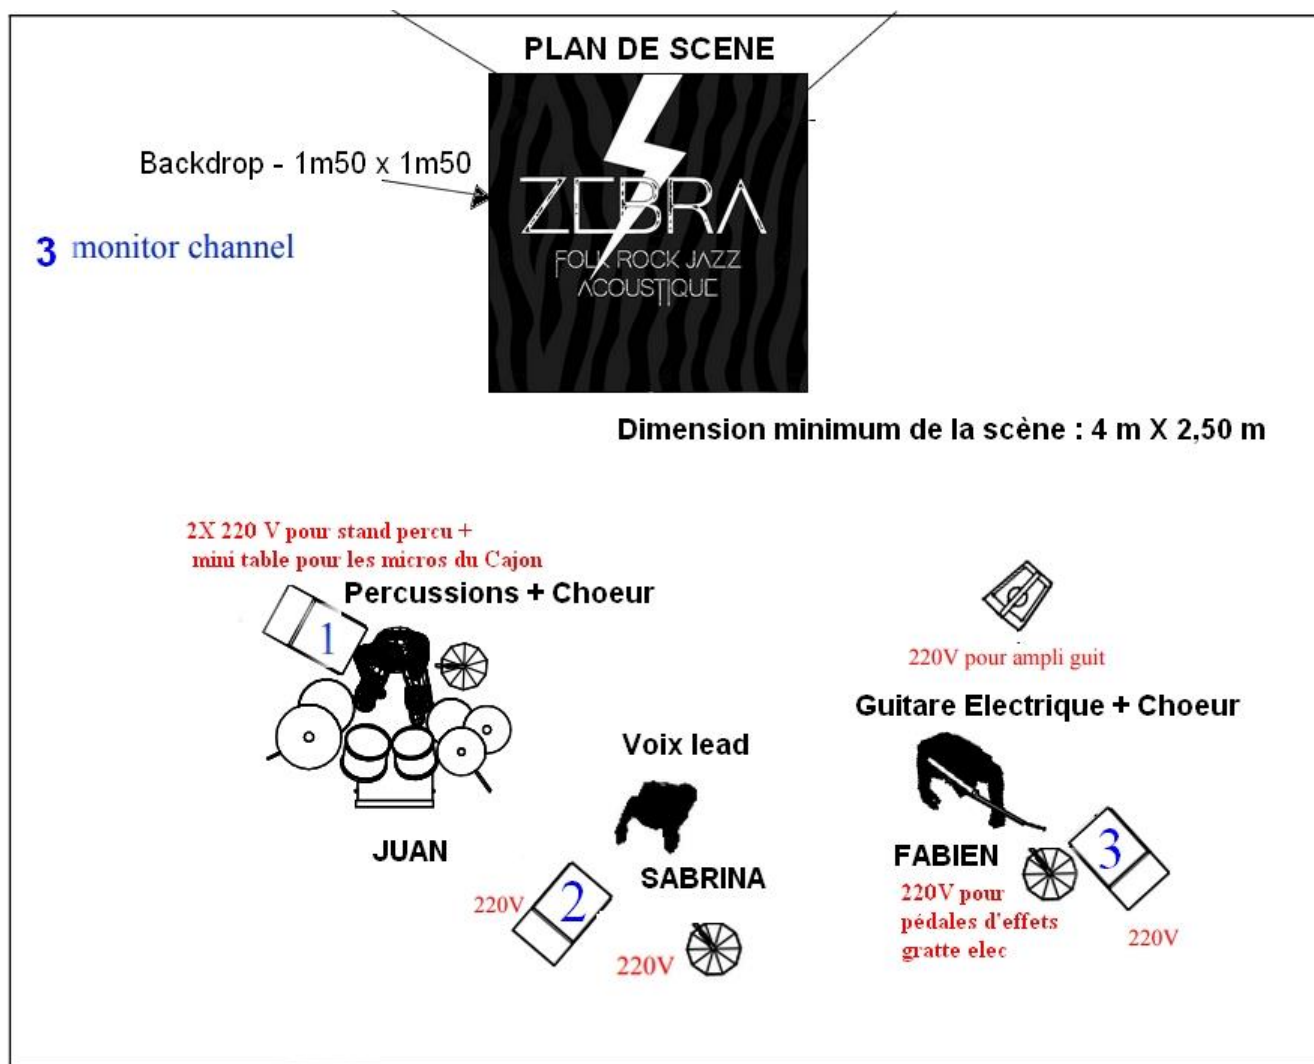 PLAN DE SCENE
Backdrop - 1m50 x 1m50
ZEBRA
FOLK ROCK JAZZ
ACOUSTIQUE
3 monitor channel
Dimension minimum de la scène : 4 m X 2,50 m
2X 220 V pour stand percu +
mini table pour les micros du Cajon
Percussions + Choeur
1
220V pour ampli guit
Guitare Electrique + Choeur
Voix lead
JUAN
SABRINA
FABIEN
3
220V
2
220V
220V pour
pédales d'effets
gratte elec
220V